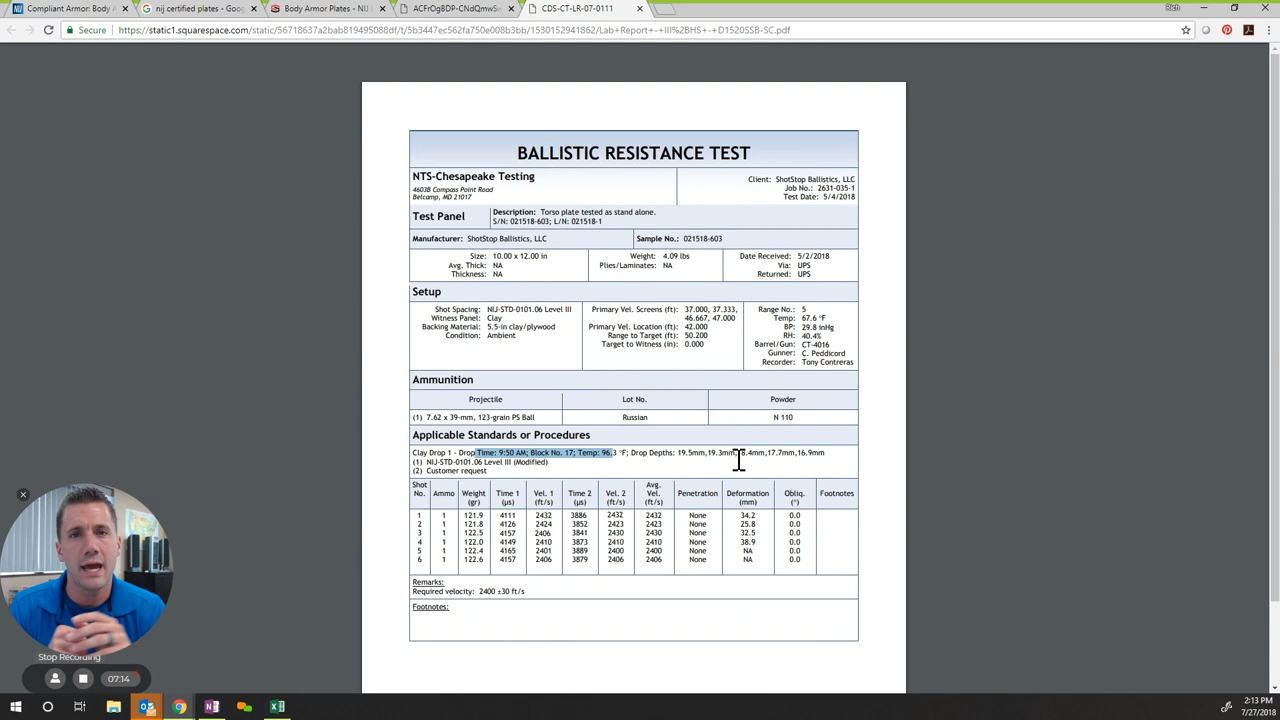 Compliant Armor: Body A
nij certified plates - Goog
Body Armor Plates - NIJ L
ACFrOgBDP-CNdQmwSw
CDS-CT-LR-07-0111
Rich
Secure
https://static1.squarespace.com/static/56718637a2bab819495088df/t/5b3447ec562fa750e008b3bb/1530152941862/Lab+Report+-+III%2BHS+-+D1520SSB-SC.pdf
BALLISTIC RESISTANCE TEST
NTS-Chesapeake Testing
4603B Compass Point Road
Belcamp, MD 21017
Client: ShotStop Ballistics, LLC
Job No.: 2631-035-1
Test Date: 5/4/2018
Test Panel
Description: Torso plate tested as stand alone.
S/N: 021518-603; L/N: 021518-1
Manufacturer: ShotStop Ballistics, LLC
Sample No.: 021518-603
Size: 10.00 x 12.00 in
Avg. Thick: NA
Thickness: NA
Weight: 4.09 lbs
Plies/Laminates: NA
Date Received: 5/2/2018
Via: UPS
Returned: UPS
Setup
Shot Spacing: NIJ-STD-0101.06 Level III
Witness Panel: Clay
Backing Material: 5.5-in clay/plywood
Condition: Ambient
Primary Vel. Screens (ft): 37.000, 37.333,
46.667, 47.000
Primary Vel. Location (ft): 42.000
Range to Target (ft): 50.200
Target to Witness (in): 0.000
Range No.: 5
Temp: 67.6 °F
BP: 29.8 inHg
RH: 40.4%
Barrel/Gun: CT-4016
Gunner: C. Peddicord
Recorder: Tony Contreras
Ammunition
Projectile Lot No. Powder
(1) 7.62 x 39-mm, 123-grain PS Ball Russian N 110
Applicable Standards or Procedures
Clay Drop 1 - Drop Time: 9:50 AM; Block No. 17; Temp: 96.3 °F; Drop Depths: 19.5mm,19.3mm,18.4mm,17.7mm,16.9mm
(1) NIJ-STD-0101.06 Level III (Modified)
(2) Customer request
Shot No. Ammo Weight (gr) Time 1 (μs) Vel. 1 (ft/s) Time 2 (μs) Vel. 2 (ft/s) Avg. Vel. (ft/s) Penetration Deformation (mm) Obliq. (°) Footnotes
1 1 121.9 4111 2432 3886 2432 2432 None 34.2 0.0
2 1 121.8 4126 2424 3852 2423 2423 None 25.8 0.0
3 1 122.5 4157 2406 3841 2430 2430 None 32.5 0.0
4 1 122.0 4149 2410 3873 2410 2410 None 38.9 0.0
5 1 122.4 4165 2401 3889 2400 2400 None NA 0.0
6 1 122.6 4157 2406 3879 2406 2406 None NA 0.0
Remarks:
Required velocity: 2400 ±30 ft/s
Footnotes:
Stop Recording
07:14
2:13 PM
7/27/2018